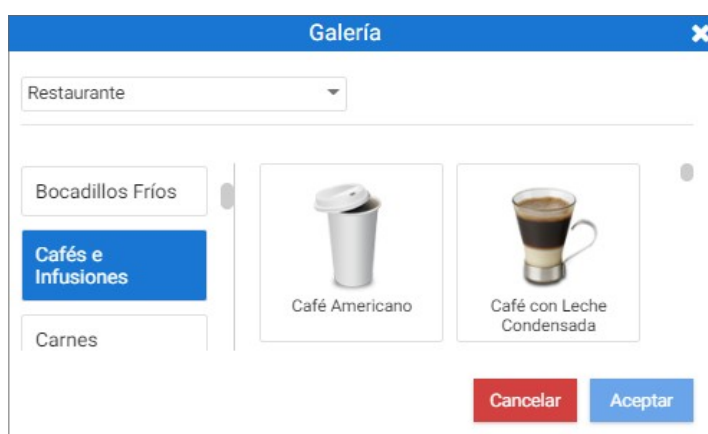 Galería
Restaurante
Bocadillos Fríos
Cafés e
Infusiones
Carnes
Café Americano
Café con Leche
Condensada
Cancelar
Aceptar